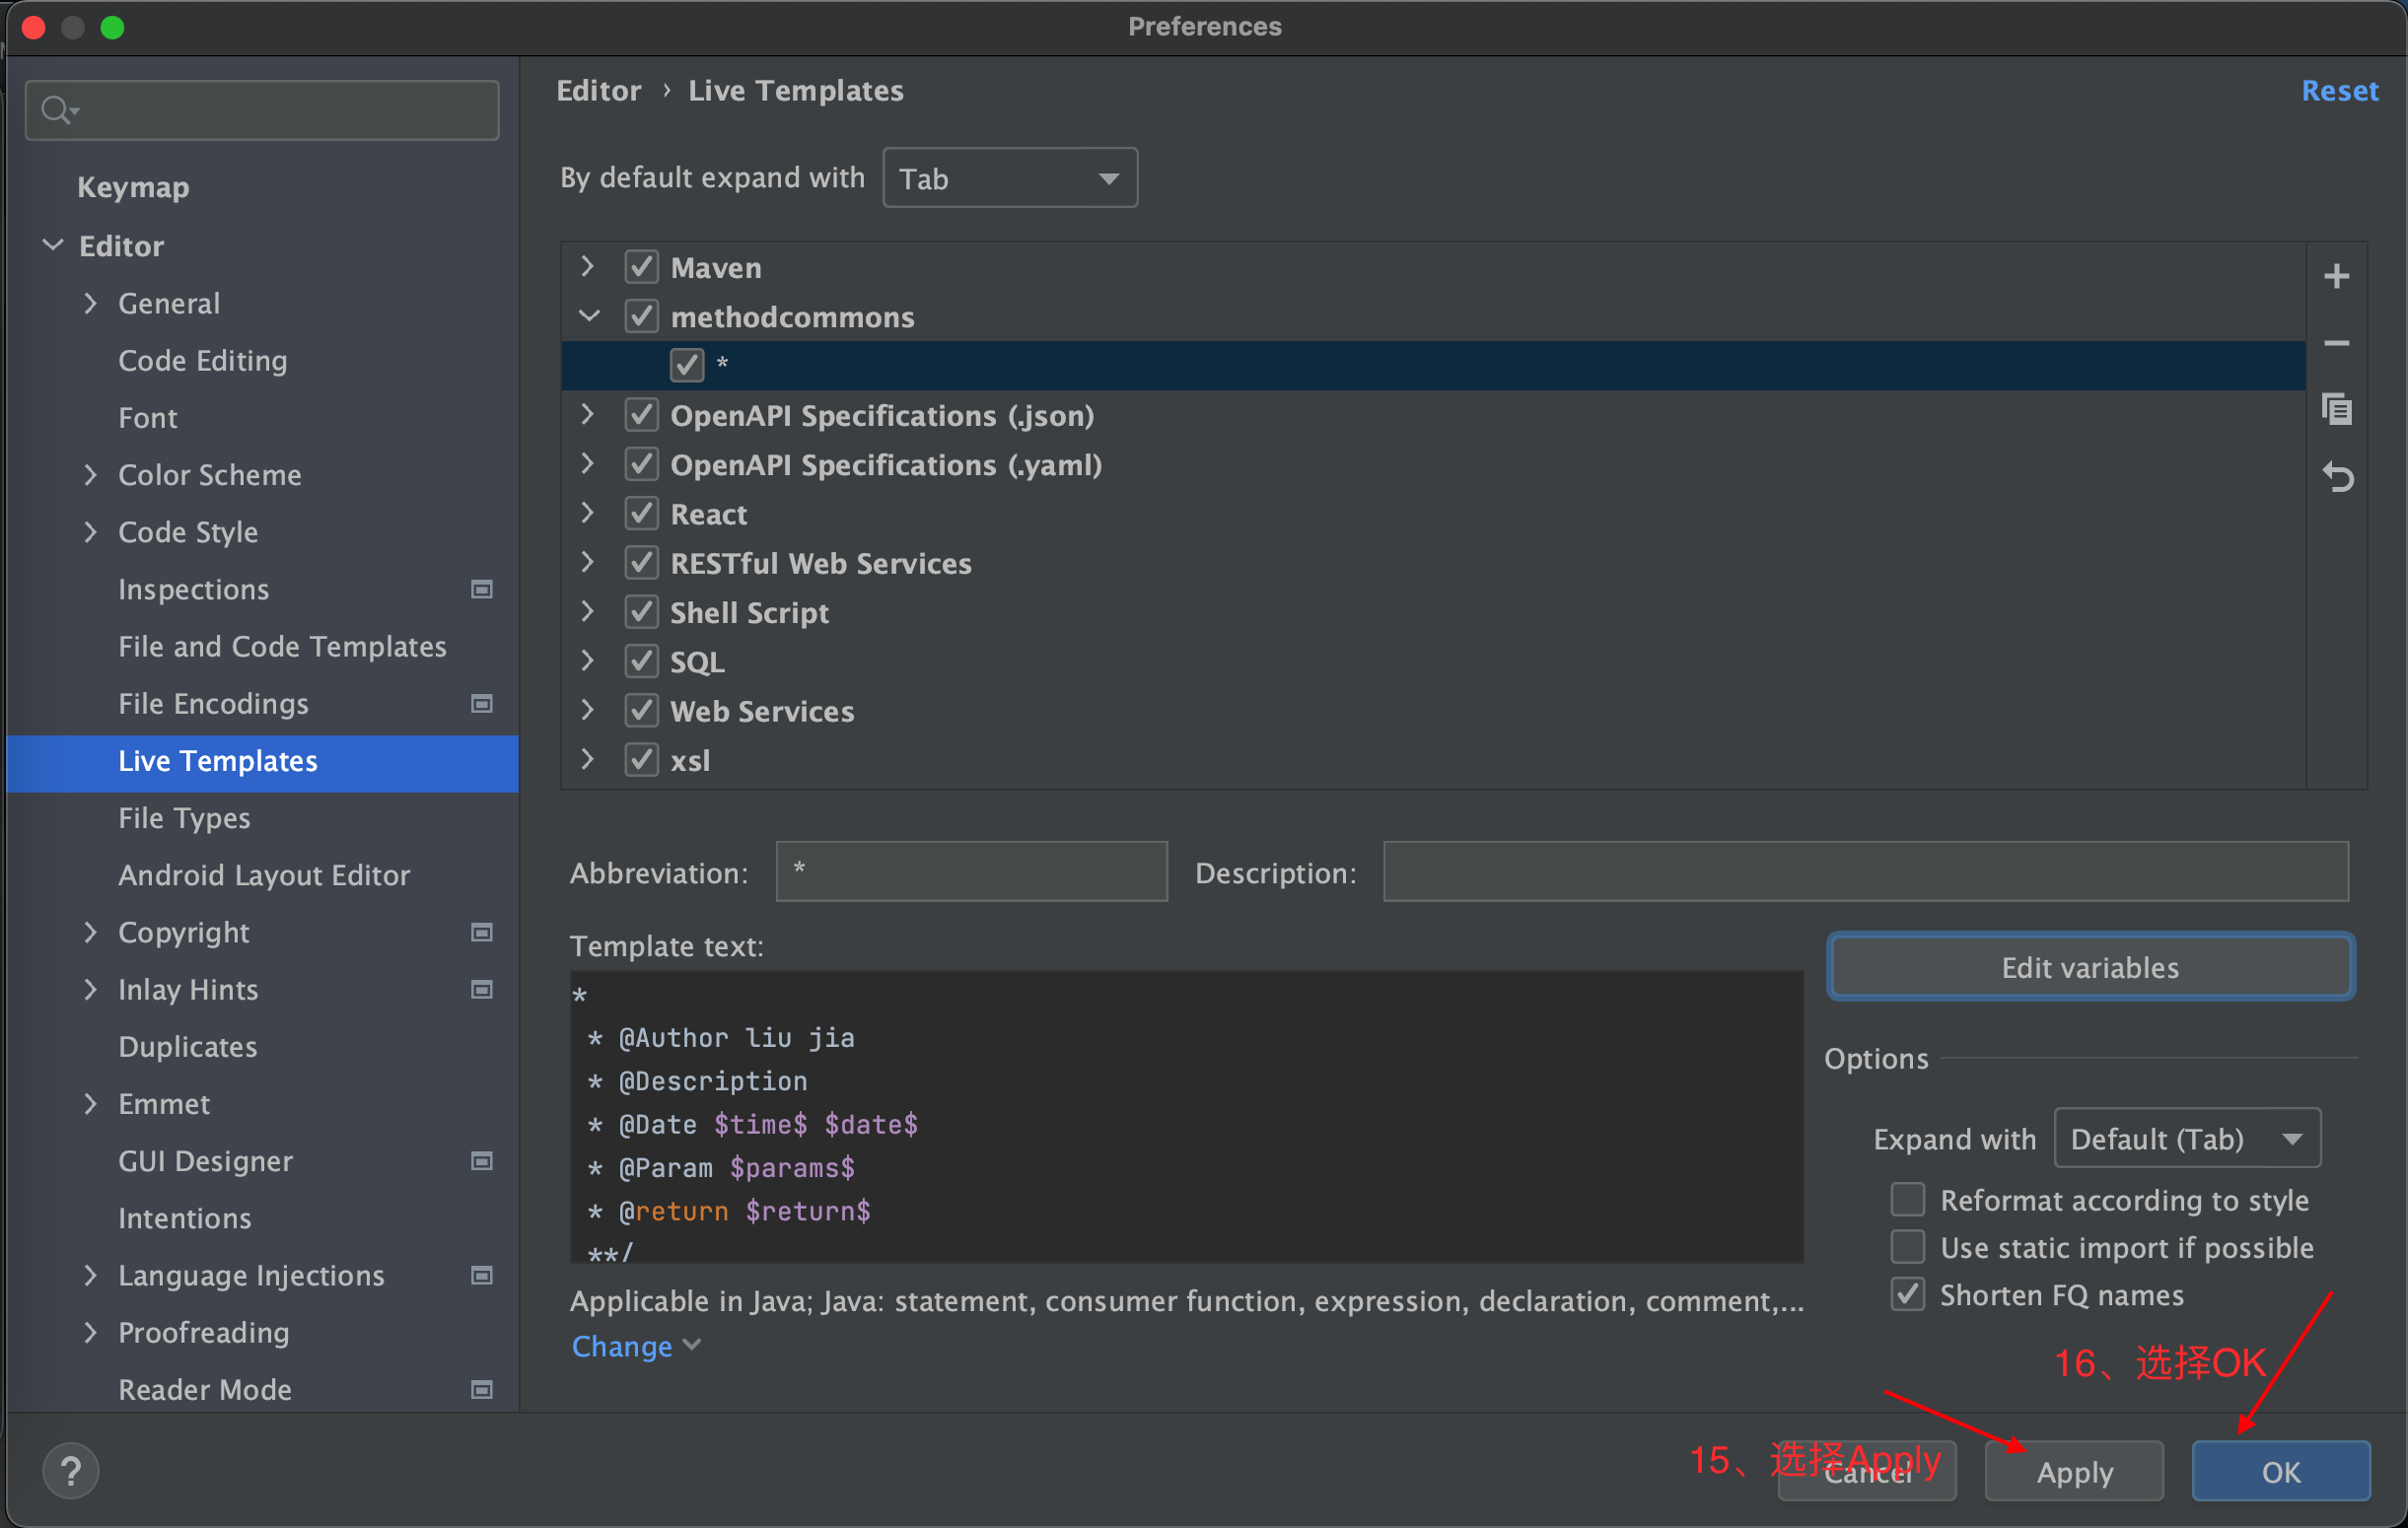 Preferences
Editor › Live Templates
Reset
By default expand with
Tab
Keymap
Editor
General
Code Editing
Font
Color Scheme
Code Style
Inspections
File and Code Templates
File Encodings
Live Templates
File Types
Android Layout Editor
Copyright
Inlay Hints
Duplicates
Emmet
GUI Designer
Intentions
Language Injections
Proofreading
Reader Mode
Maven
methodcommons
*
OpenAPI Specifications (.json)
OpenAPI Specifications (.yaml)
React
RESTful Web Services
Shell Script
SQL
Web Services
xsl
Abbreviation:
*
Description:
Template text:
*
* @Author liu jia
* @Description
* @Date $time$ $date$
* @Param $params$
* @return $return$
**/
Edit variables
Options
Expand with
Default (Tab)
Reformat according to style
Use static import if possible
Shorten FQ names
Applicable in Java; Java: statement, consumer function, expression, declaration, comment,...
Change
16、选择OK
15、选择Apply
?
Cancel
Apply
OK